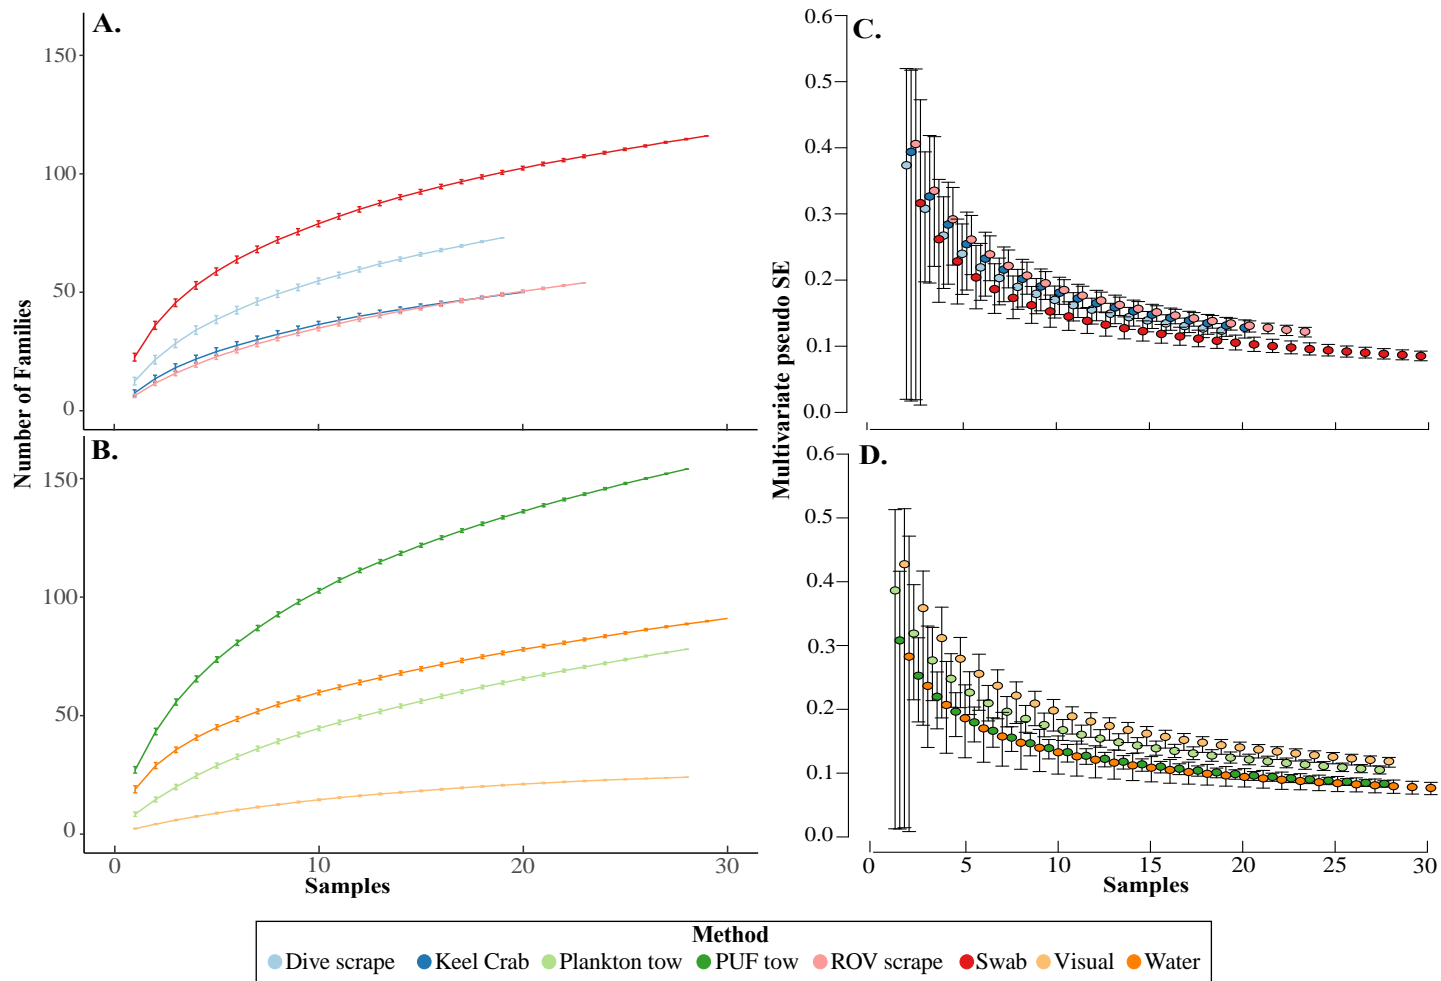 A.
150
100
50
0
Number of Families
B.
150
100
50
0
0
10
20
30
Samples
C.
0.6
0.5
0.4
0.3
0.2
0.1
0.0
Multivariate pseudo SE
D.
0.6
0.5
0.4
0.3
0.2
0.1
0.0
0
5
10
15
20
25
30
Samples
Method
Dive scrape
Keel Crab
Plankton tow
PUF tow
ROV scrape
Swab
Visual
Water